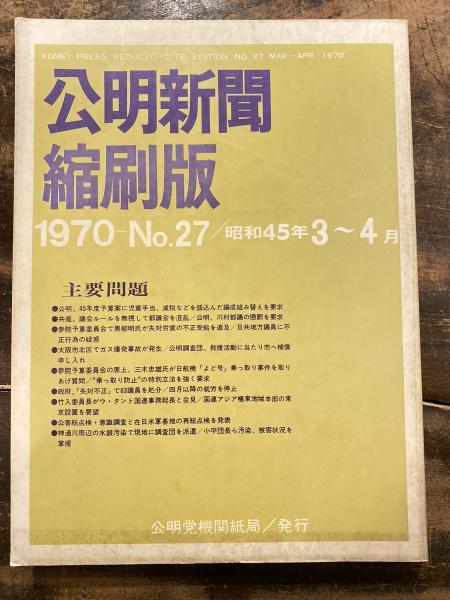 KOMEI PRESS REDUCED-SIZE EDITION NO. 27 MAR.-APR. 1970
公明新聞
縮刷版
1970-No.27/昭和45年3～4月
主要問題
●公明、45年度予算案に児童手当、減税などを盛込んだ編成組み替えを要求
●共産、議会ルールを無視して都議会を混乱/公明、川村都議の懲罰を要求
●参院予算委員会で黒柳明氏が失対労賃の不正受給を追及/日共地方議員に不
正行為の疑惑
●大阪市北区でガス爆発事故が発生/公明調査団、救援活動に当たり市へ補償
申し入れ
●参院予算委員会の席上、三木忠雄氏が日航機「よど号」乗っ取り事件を取り
あげ質問/"乗っ取り防止"の特別立法を強く要求
●政府、「失対不正」で63議員を処分/四月以降の就労を停止
●竹入委員長がウ・タント国連事務総長と会見/国連アジア極東地域本部の東
京設置を要望
●公害総点検・意識調査と在日米軍基地の再総点検を発表
●神通川周辺の水銀汚染で現地に調査団を派遣/小平団長ら汚染、被害状況を
掌握
公明党機関紙局/発行